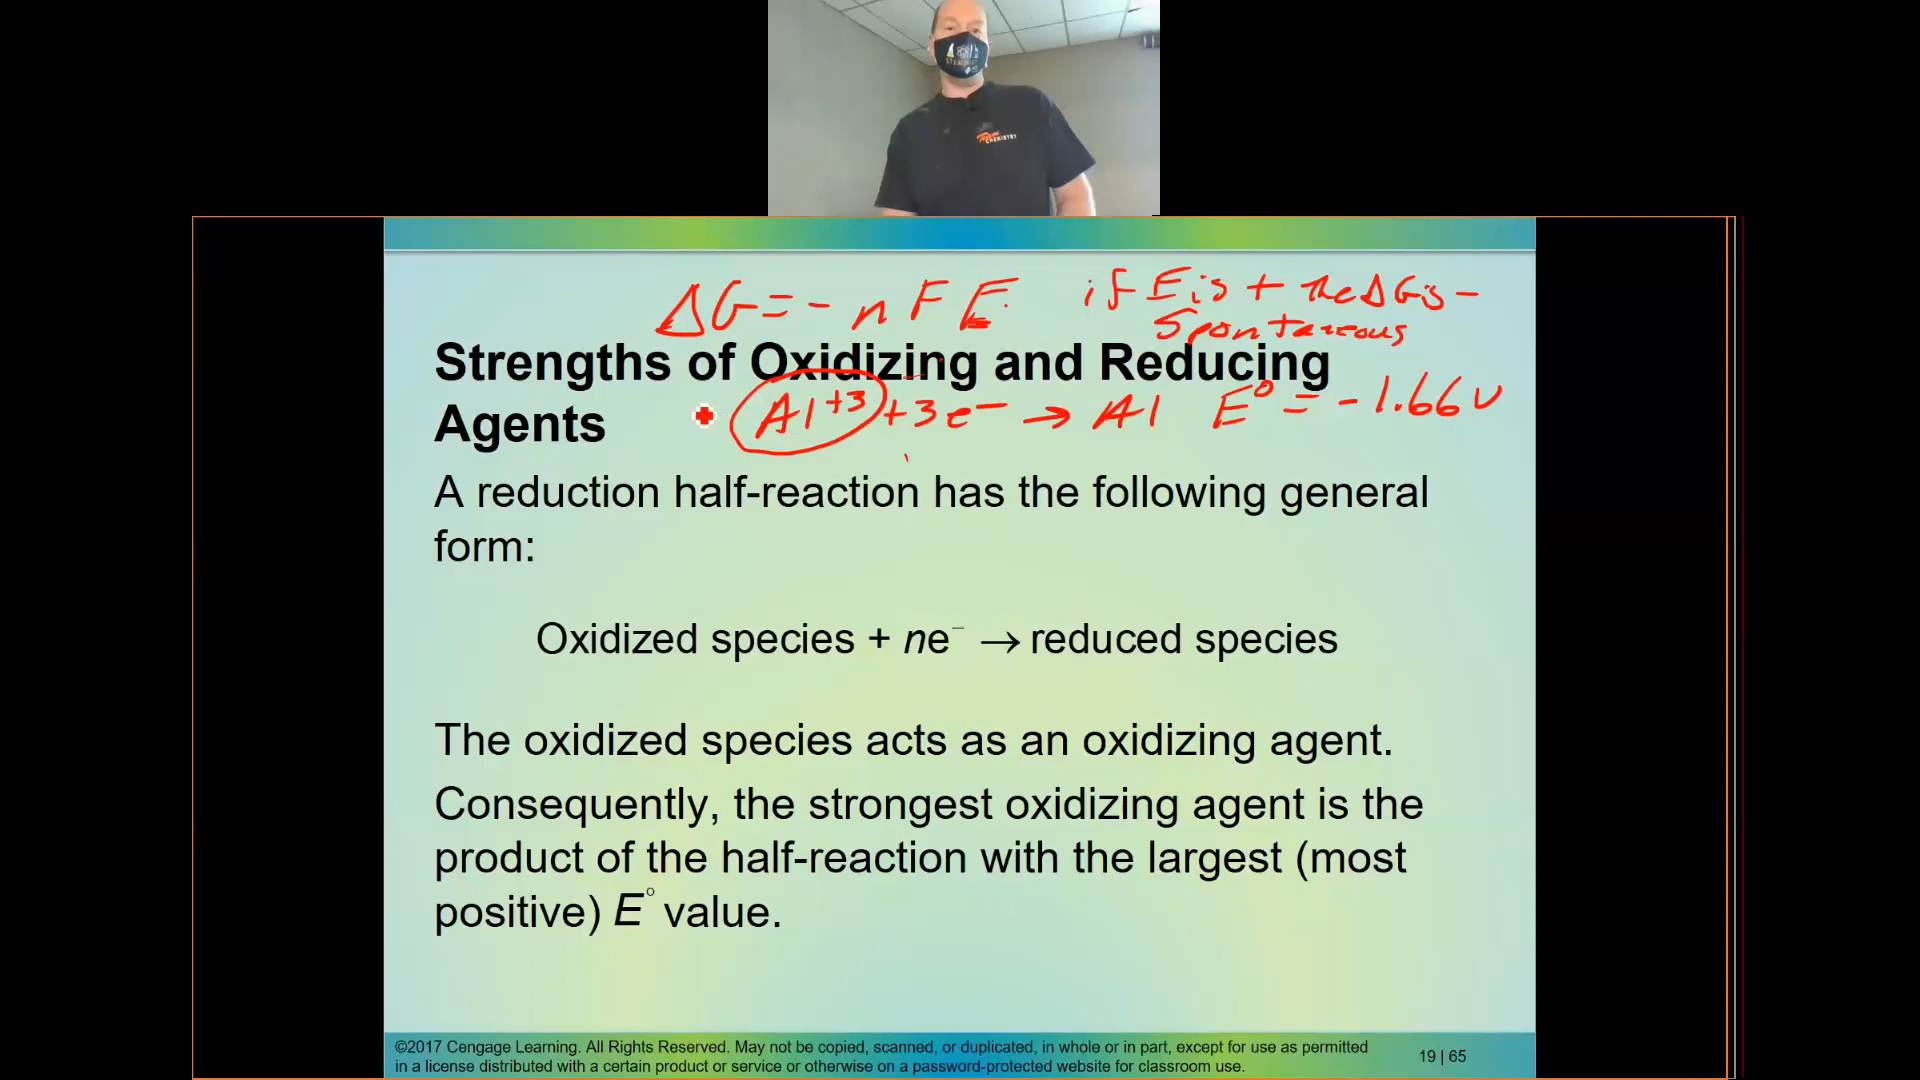 CHEMISTRY
ΔG = - n F E if E is + the ΔG is -
Spontaneous
Strengths of Oxidizing and Reducing
Agents
Al+3 + 3e- → Al E° = -1.66 v
A reduction half-reaction has the following general
form:
Oxidized species + ne− → reduced species
The oxidized species acts as an oxidizing agent.
Consequently, the strongest oxidizing agent is the
product of the half-reaction with the largest (most
positive) E° value.
©2017 Cengage Learning. All Rights Reserved. May not be copied, scanned, or duplicated, in whole or in part, except for use as permitted
in a license distributed with a certain product or service or otherwise on a password-protected website for classroom use.
19 | 65